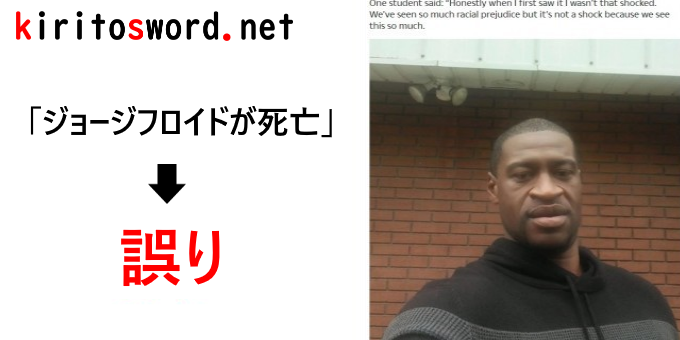 kiritosword.net
One student said: "Honestly when I first saw it I wasn't that shocked.
We've seen so much racial prejudice but it's not a shock because we see
this so much.
「ジョージフロイドが死亡」
誤り